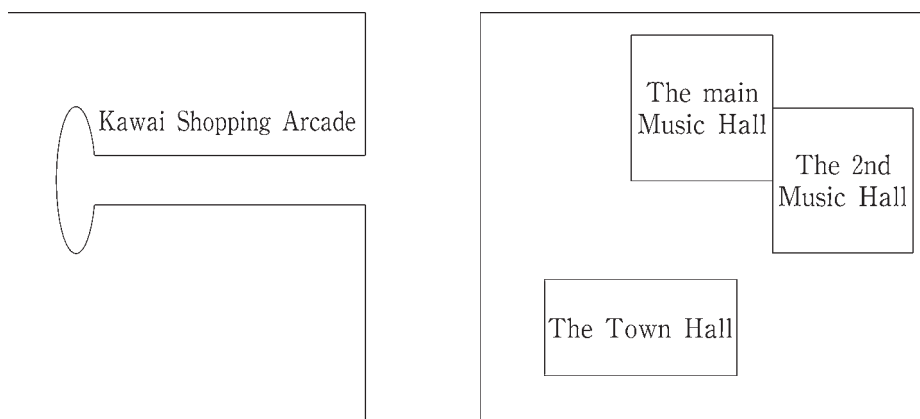 Kawai Shopping Arcade
The main
Music Hall
The 2nd
Music Hall
The Town Hall